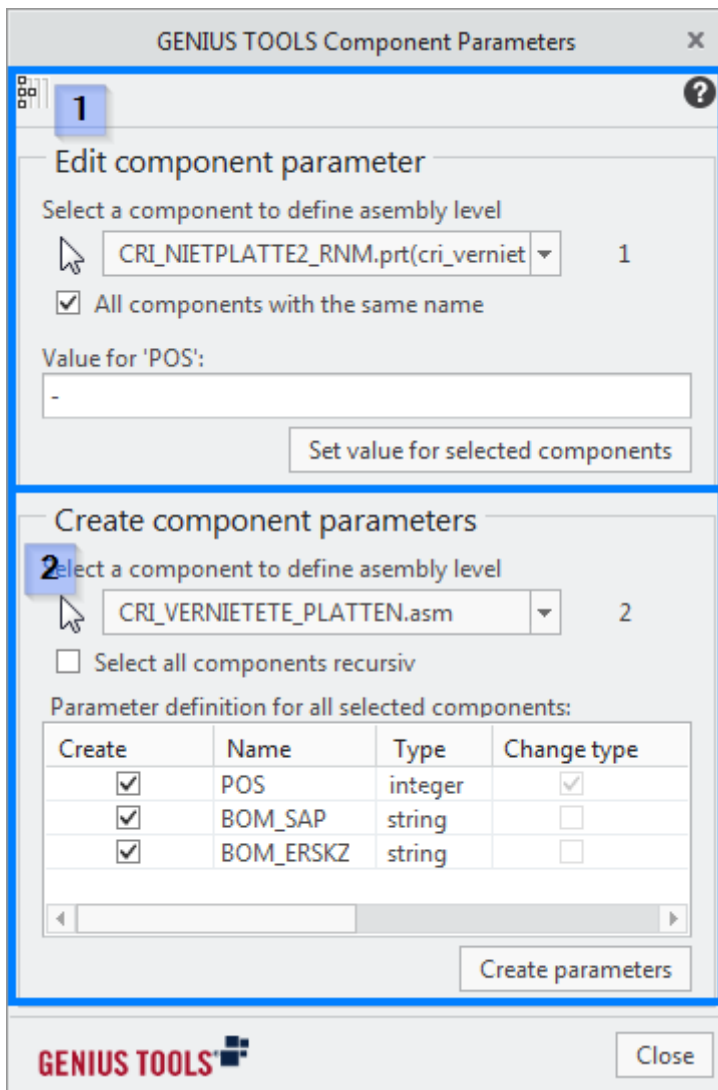 GENIUS TOOLS Component Parameters
1
Edit component parameter
Select a component to define asembly level
CRI_NIETPLATTE2_RNM.prt(cri_verniet 1
All components with the same name
Value for 'POS':
-
Set value for selected components
Create component parameters
2
Select a component to define asembly level
CRI_VERNIETETE_PLATTEN.asm 2
Select all components recursiv
Parameter definition for all selected components:
Create Name Type Change type
POS integer
BOM_SAP string
BOM_ERSKZ string
Create parameters
GENIUS TOOLS Close